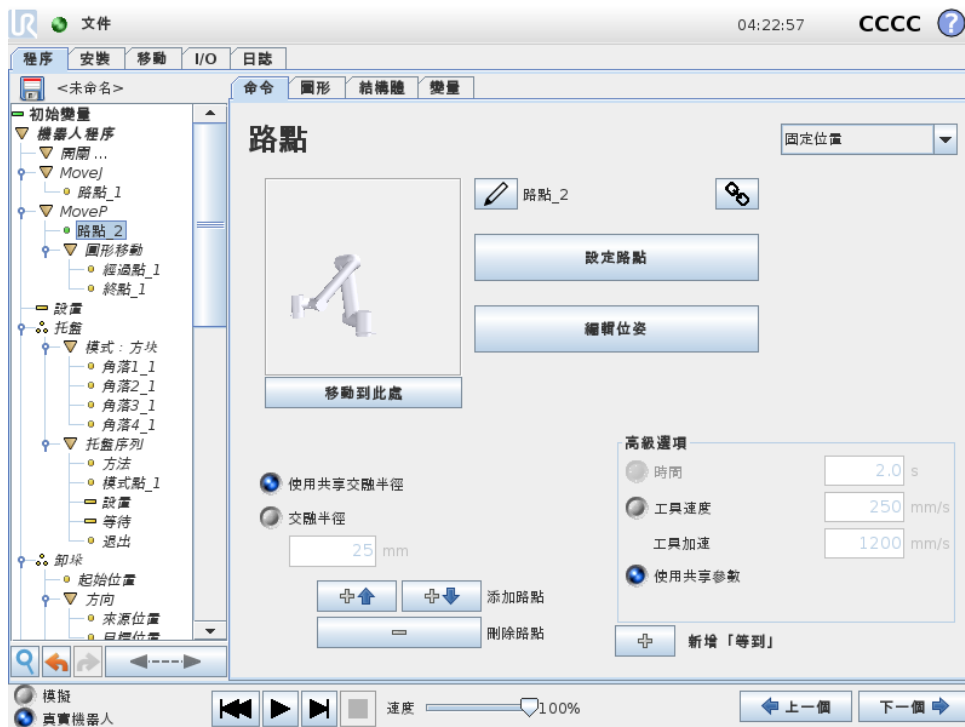 UR 文件 04:22:57 CCCC ?
程序 安裝 移動 I/O 日誌
<未命名>
命令 圖形 結構體 變量
初始變量
機器人程序
開關 ...
MoveJ
路點_1
MoveP
路點_2
圓形移動
經過點_1
終點_1
設置
托盤
模式：方块
角落1_1
角落2_1
角落3_1
角落4_1
托盤序列
方法
模式點_1
設置
等待
退出
卸垛
起始位置
方向
來源位置
目標位置
路點
固定位置
路點_2
設定路點
編輯位姿
移動到此處
使用共享交融半徑
交融半徑
25 mm
添加路點
刪除路點
高級選項
時間 2.0 s
工具速度 250 mm/s
工具加速 1200 mm/s
使用共享參數
新增「等到」
模擬
真實機器人
速度 100%
上一個 下一個